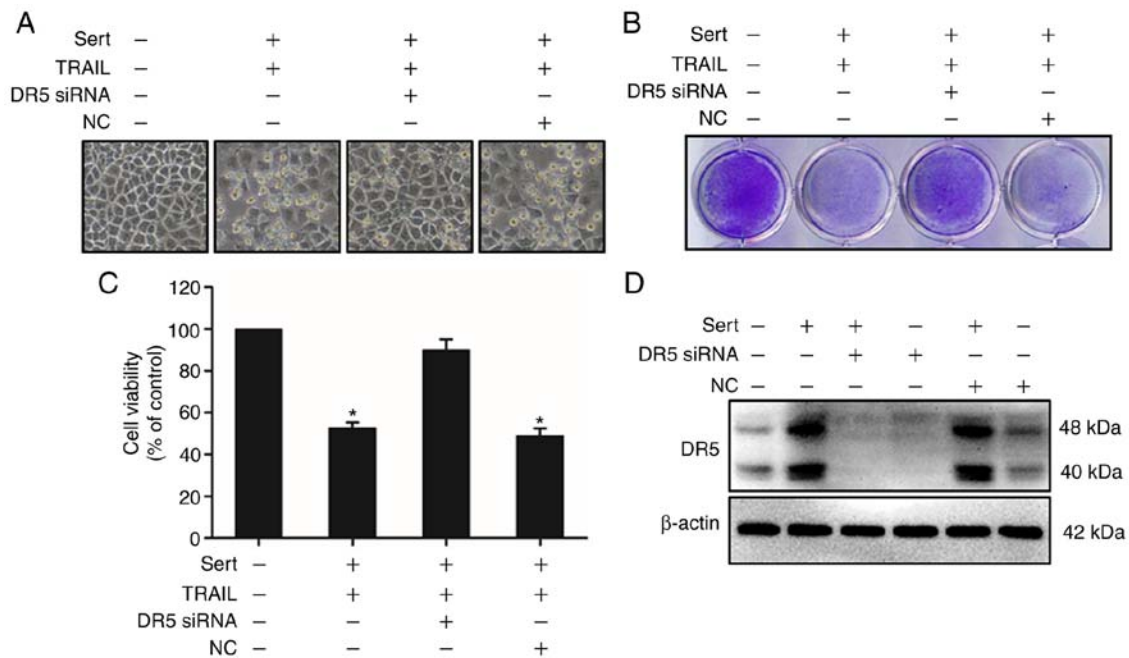 A
Sert – + + +
TRAIL – + + +
DR5 siRNA – – + –
NC – – – +
B
Sert – + + +
TRAIL – + + +
DR5 siRNA – – + –
NC – – – +
C
Cell viability
(% of control)
120
100
80
60
40
20
0
* *
Sert – + + +
TRAIL – + + +
DR5 siRNA – – + –
NC – – – +
D
Sert – + + – + –
DR5 siRNA – – + + – –
NC – – – – + +
DR5
48 kDa
40 kDa
β-actin
42 kDa